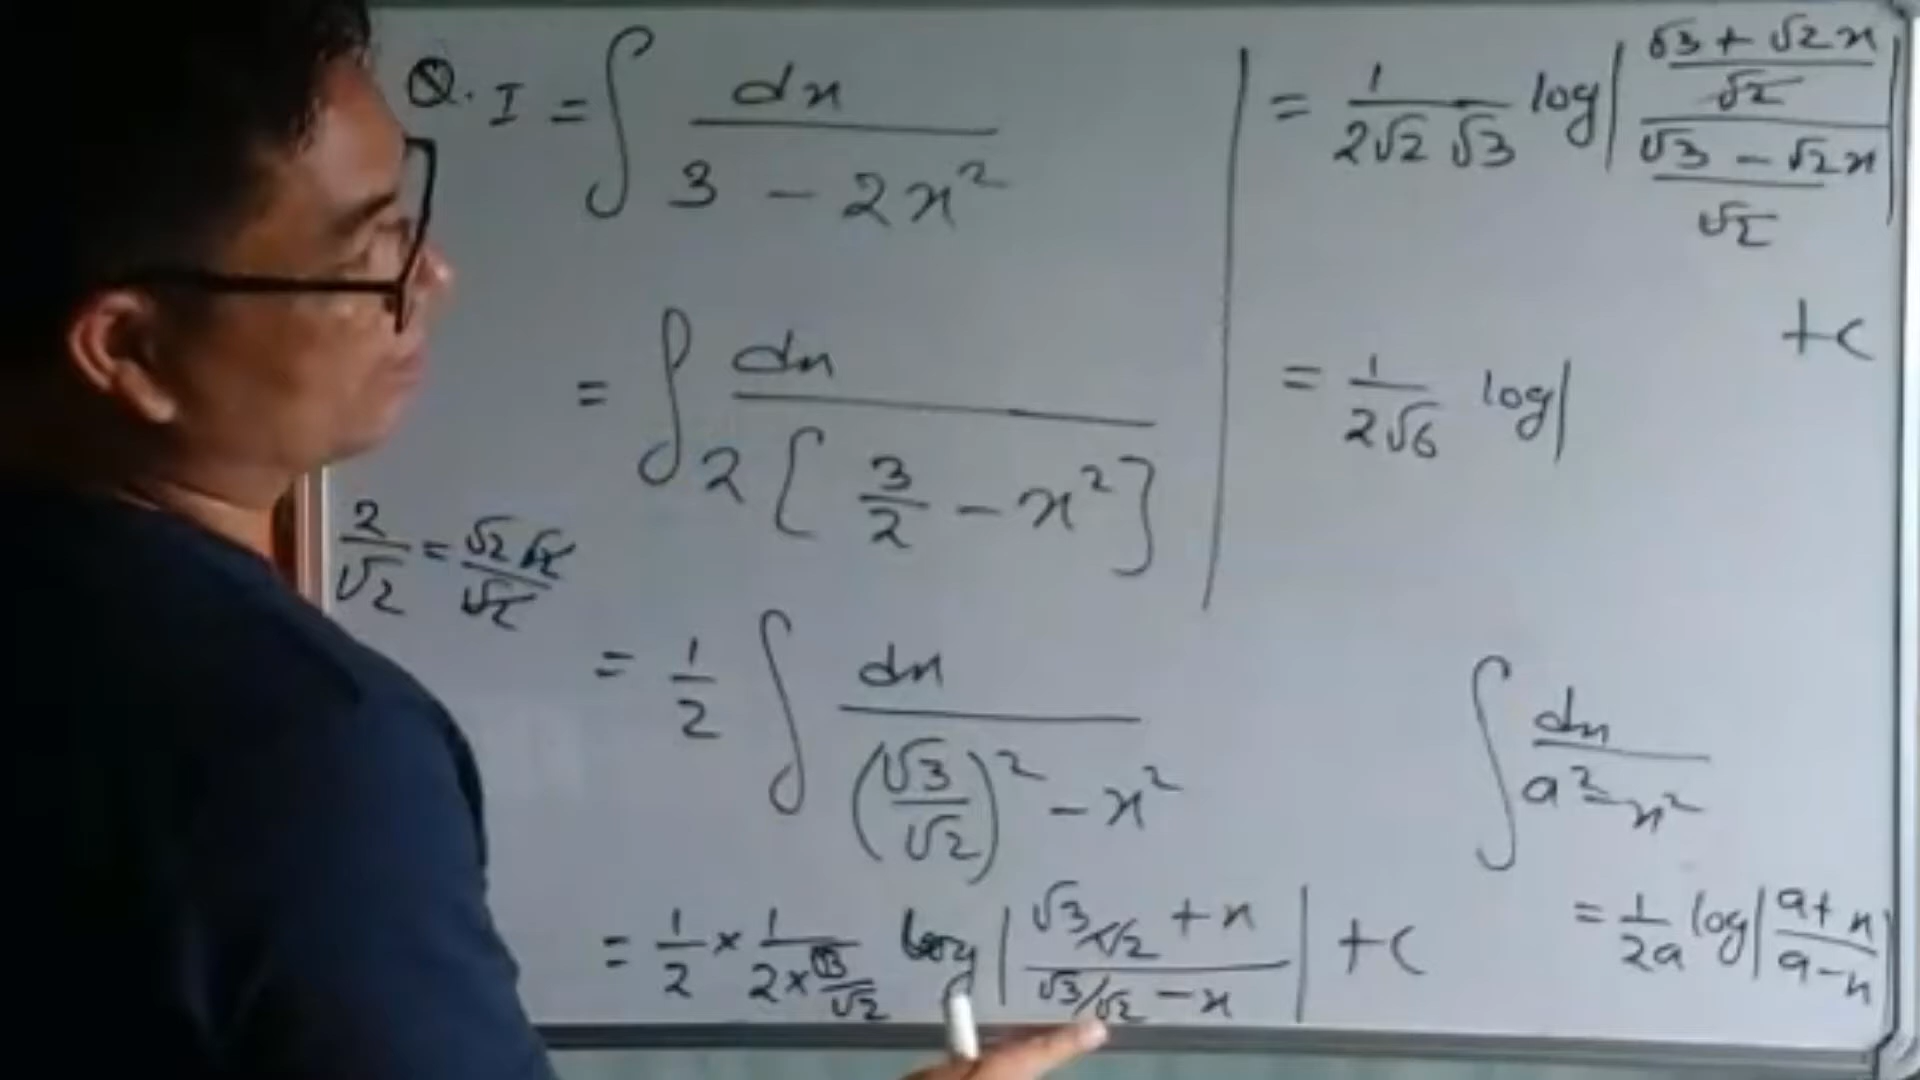 Q. I = ∫ dx / (3 - 2x²)
= ∫ dx / 2[3/2 - x²]
2/√2 = √2 √2 / √2
= 1/2 ∫ dx / (√3/√2)² - x²
= 1/2 × 1/(2×√3/√2) log | (√3/√2 + x) / (√3/√2 - x) | + c
= 1/(2√2 √3) log | ((√3 + √2x)/√2) / ((√3 - √2x)/√2) |
+ c
= 1/(2√6) log |
∫ dx / (a² - x²)
= 1/2a log | (a + x) / (a - x) |